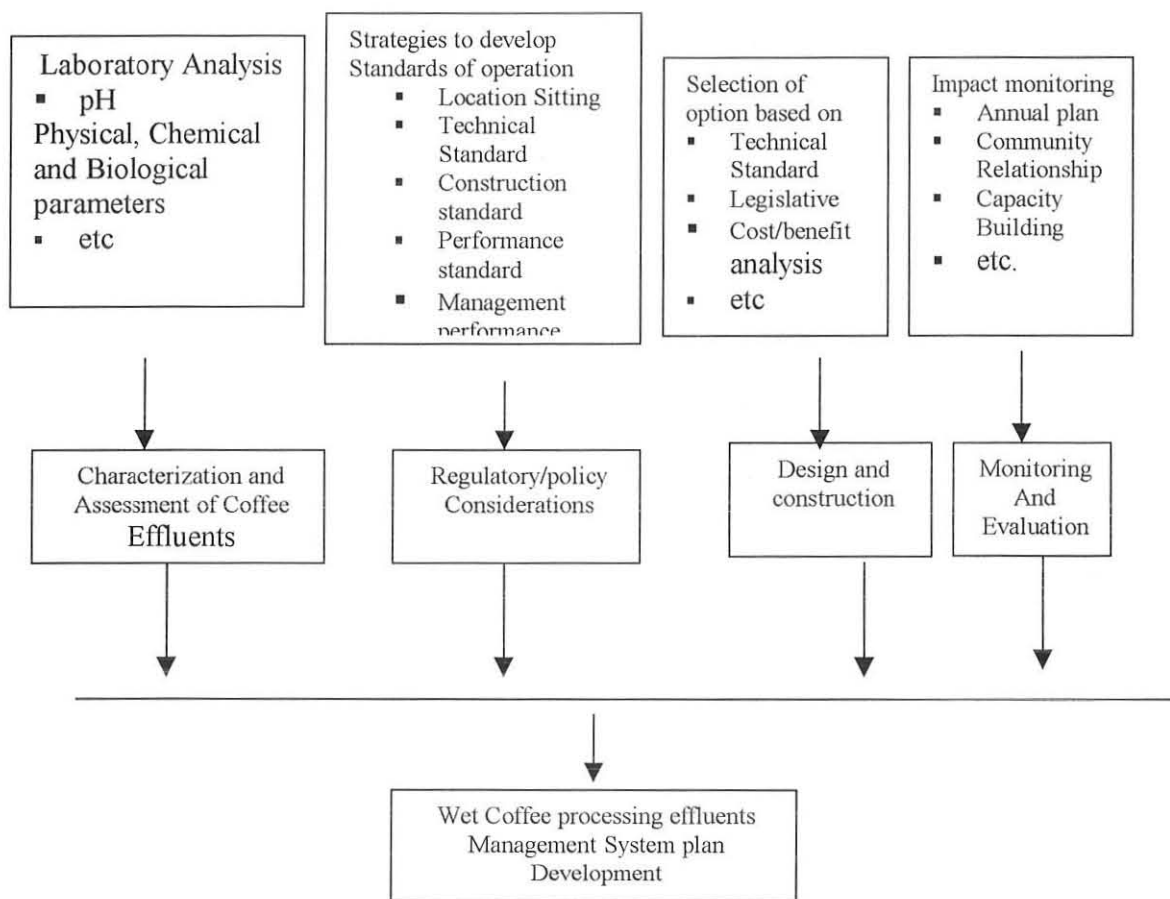 Laboratory Analysis
▪ pH
Physical, Chemical
and Biological
parameters
▪ etc
Strategies to develop
Standards of operation
▪ Location Sitting
▪ Technical
Standard
▪ Construction
standard
▪ Performance
standard
▪ Management
performance
Selection of
option based on
▪ Technical
Standard
▪ Legislative
▪ Cost/benefit
analysis
▪ etc
Impact monitoring
▪ Annual plan
▪ Community
Relationship
▪ Capacity
Building
▪ etc.
Characterization and
Assessment of Coffee
Effluents
Regulatory/policy
Considerations
Design and
construction
Monitoring
And
Evaluation
Wet Coffee processing effluents
Management System plan
Development